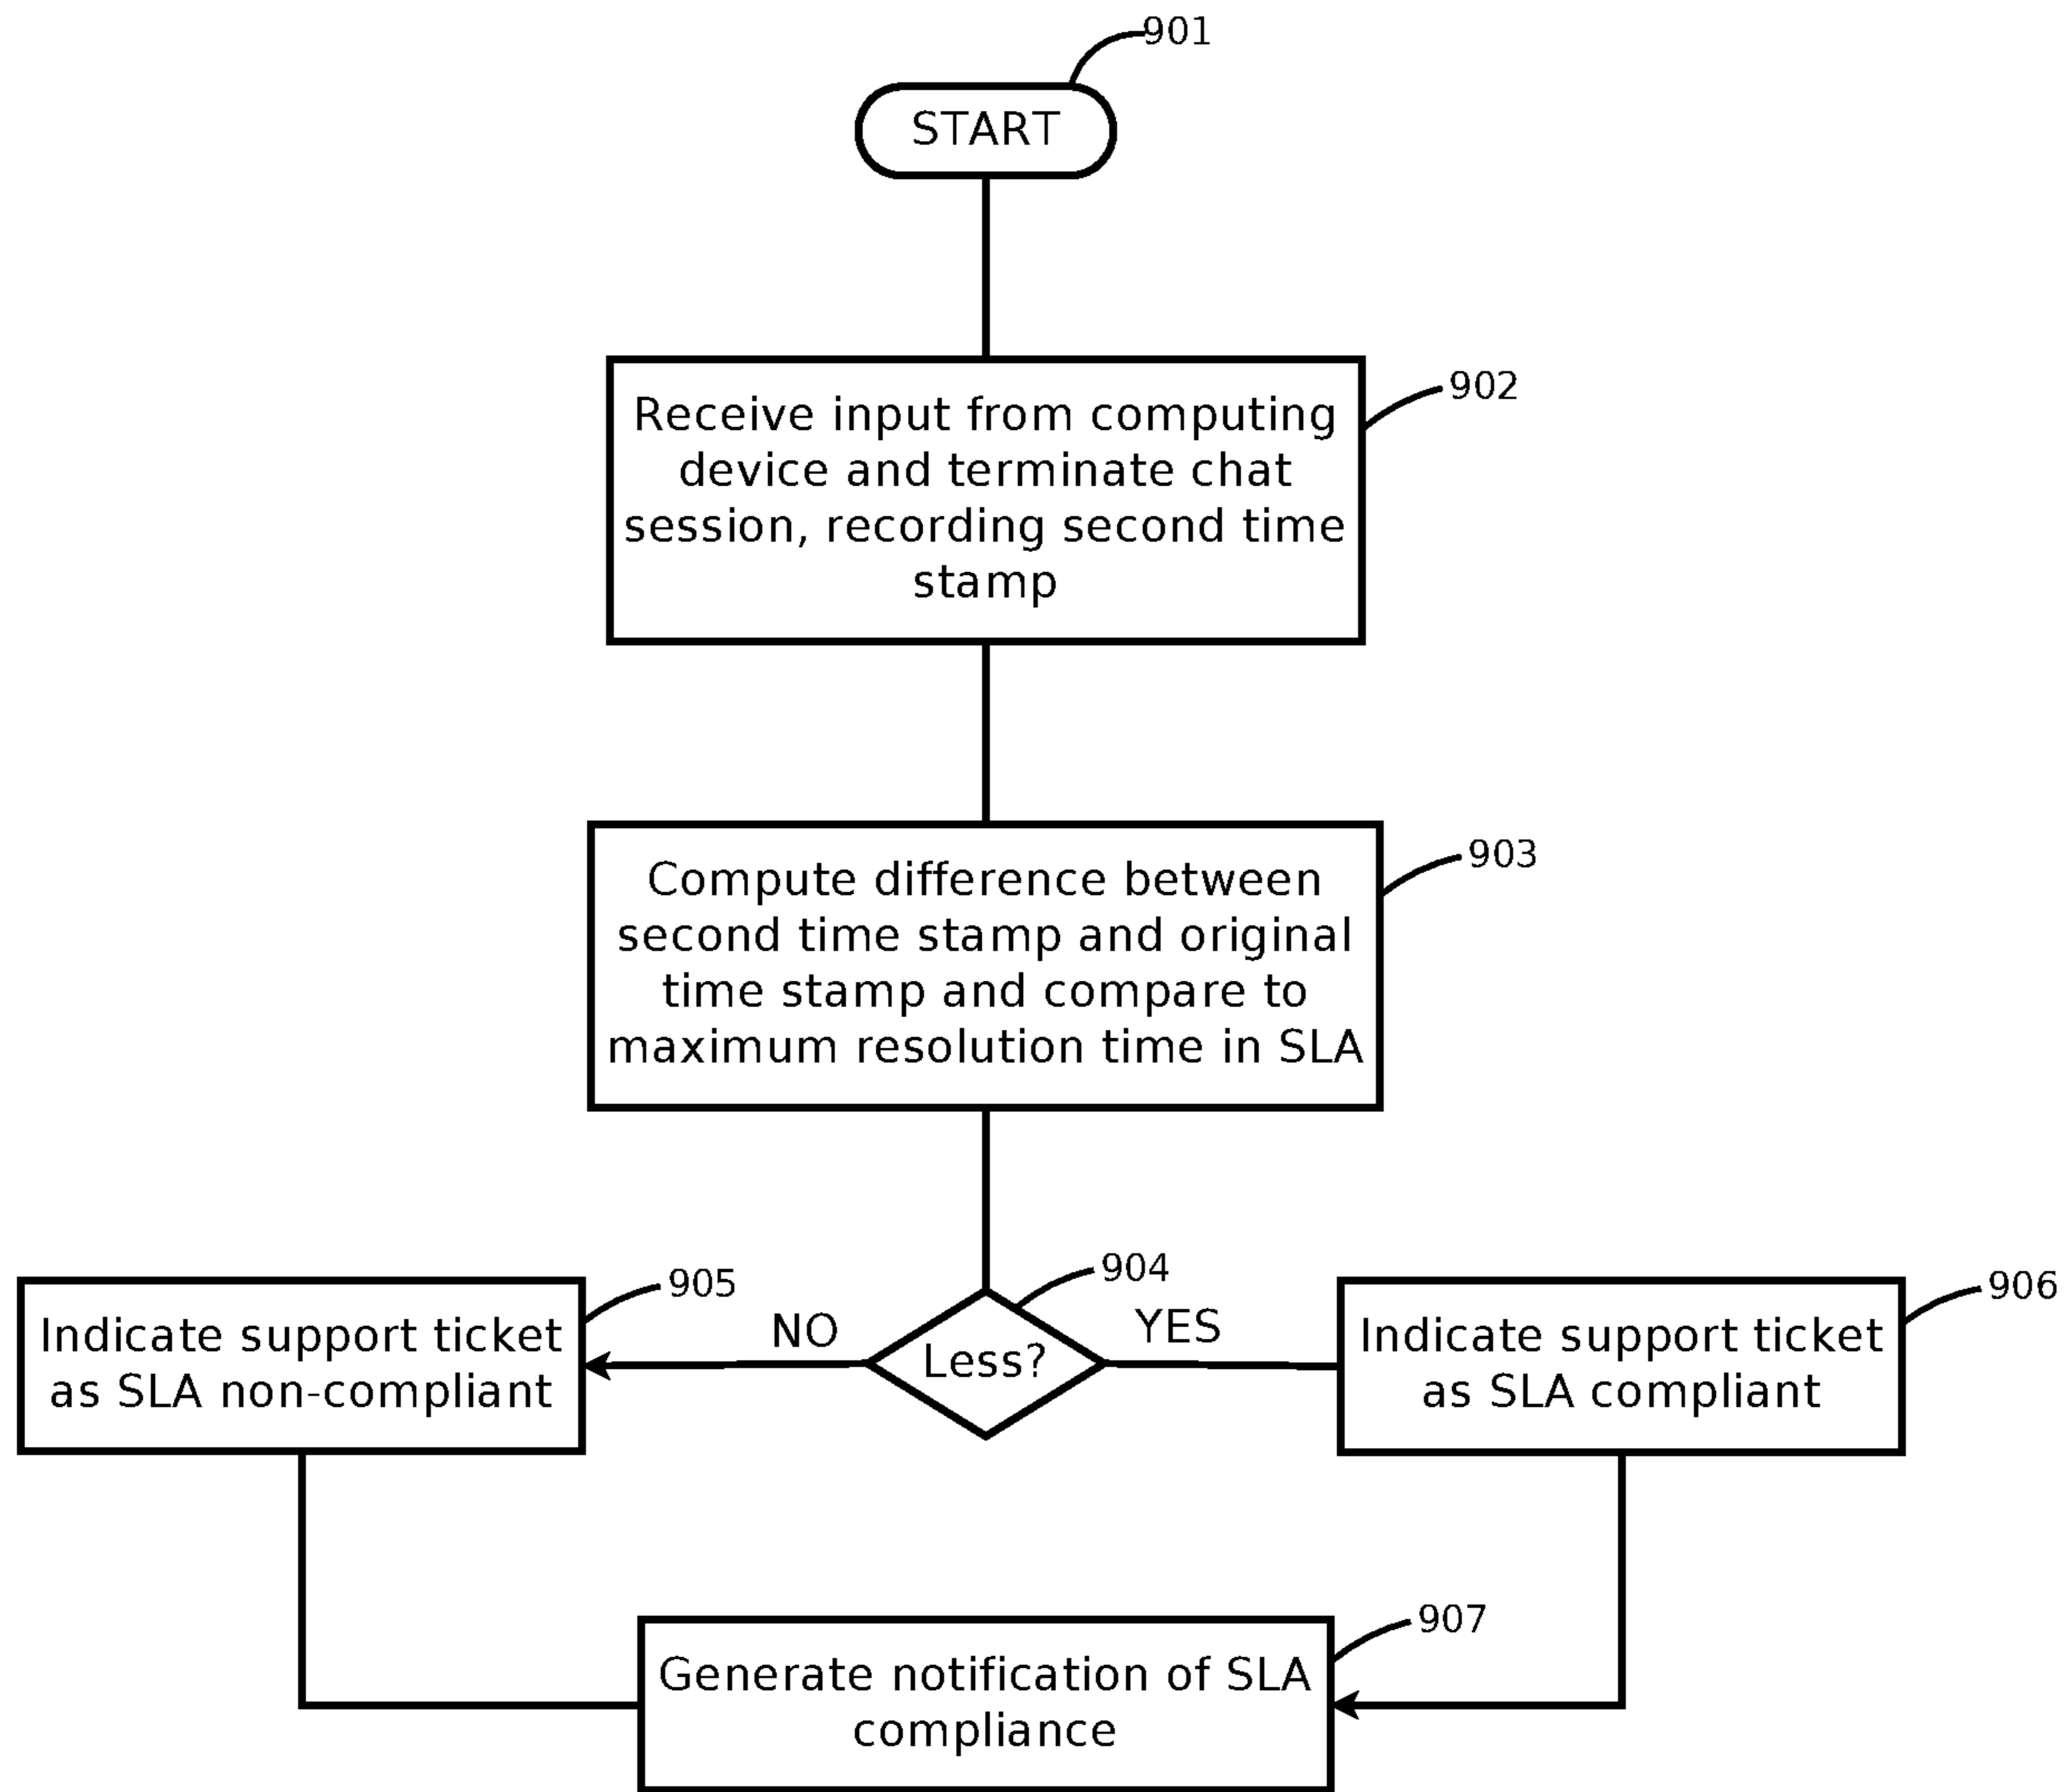 901
START
902
Receive input from computing
device and terminate chat
session, recording second time
stamp
903
Compute difference between
second time stamp and original
time stamp and compare to
maximum resolution time in SLA
904
Less?
NO
YES
905
Indicate support ticket
as SLA non-compliant
906
Indicate support ticket
as SLA compliant
907
Generate notification of SLA
compliance